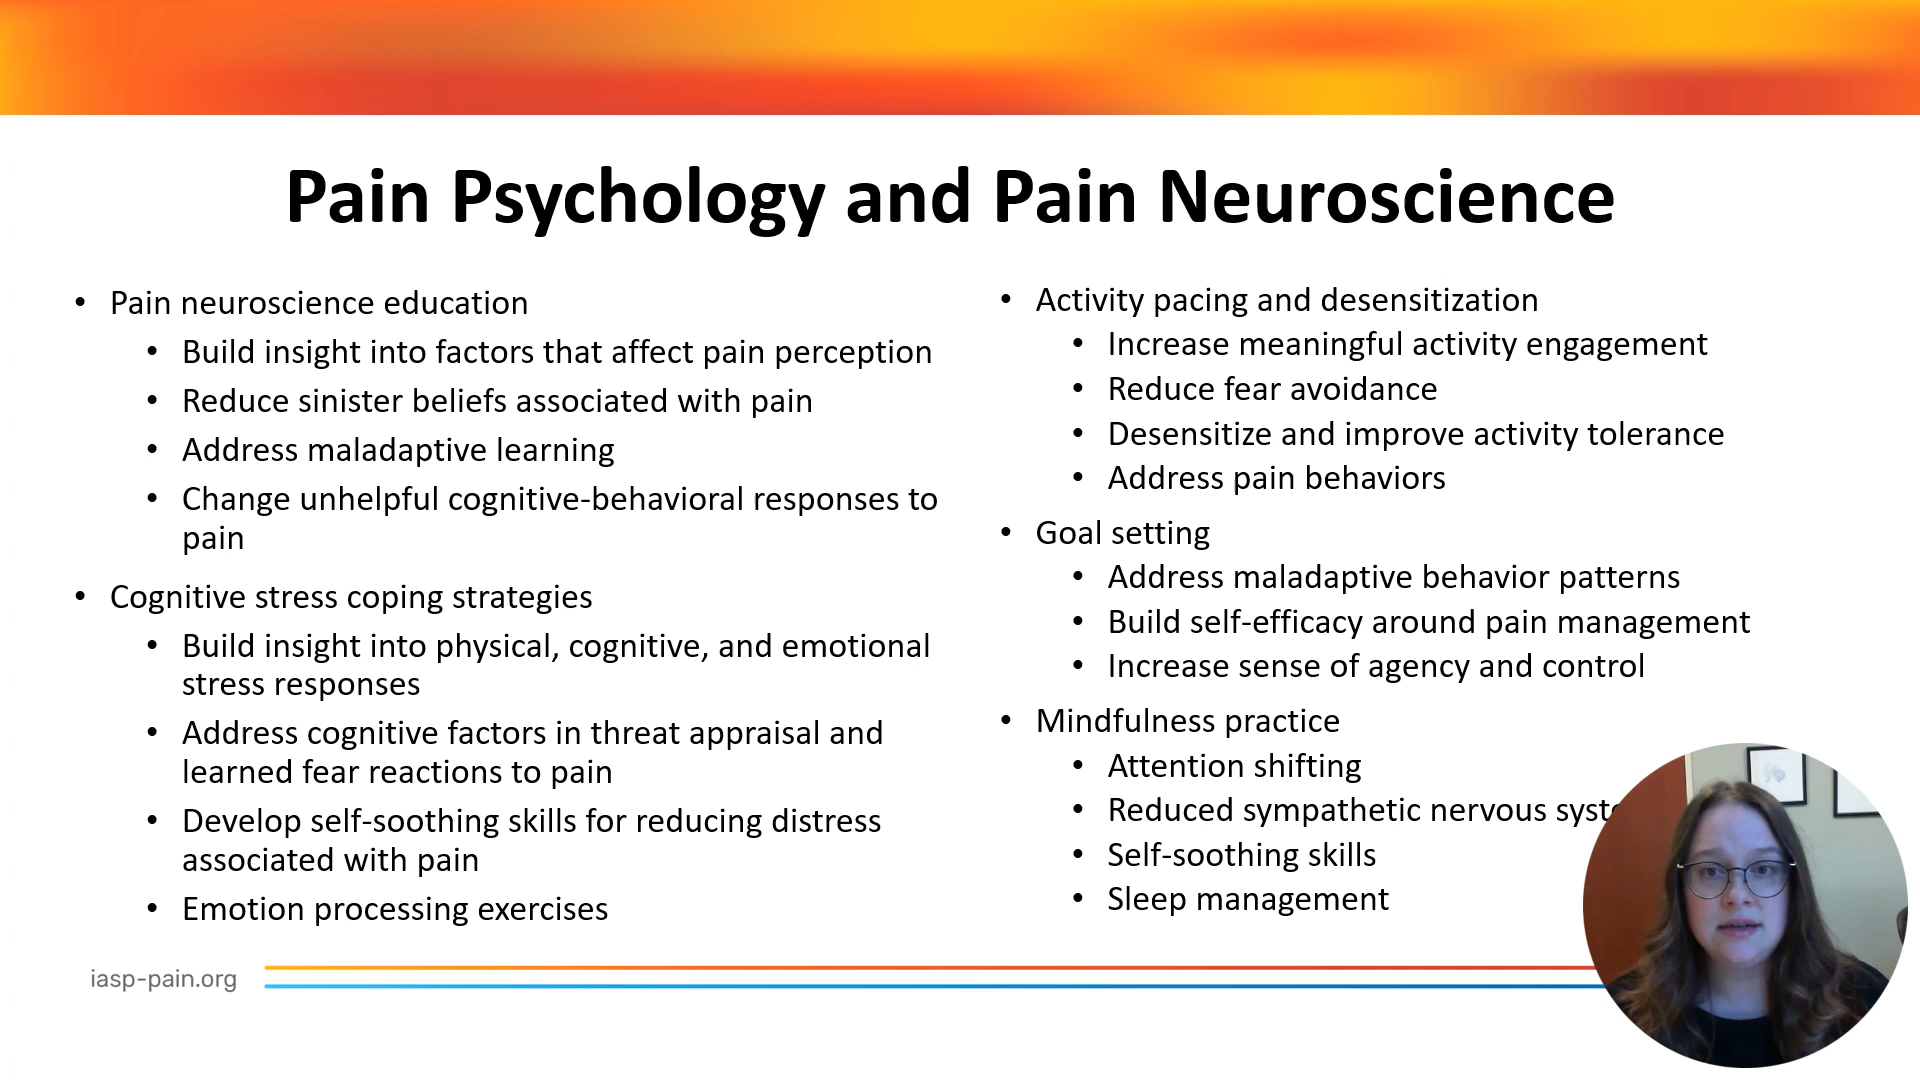 Pain Psychology and Pain Neuroscience
• Pain neuroscience education
• Build insight into factors that affect pain perception
• Reduce sinister beliefs associated with pain
• Address maladaptive learning
• Change unhelpful cognitive-behavioral responses to
pain
• Cognitive stress coping strategies
• Build insight into physical, cognitive, and emotional
stress responses
• Address cognitive factors in threat appraisal and
learned fear reactions to pain
• Develop self-soothing skills for reducing distress
associated with pain
• Emotion processing exercises
• Activity pacing and desensitization
• Increase meaningful activity engagement
• Reduce fear avoidance
• Desensitize and improve activity tolerance
• Address pain behaviors
• Goal setting
• Address maladaptive behavior patterns
• Build self-efficacy around pain management
• Increase sense of agency and control
• Mindfulness practice
• Attention shifting
• Reduced sympathetic nervous
• Self-soothing skills
• Sleep management
iasp-pain.org